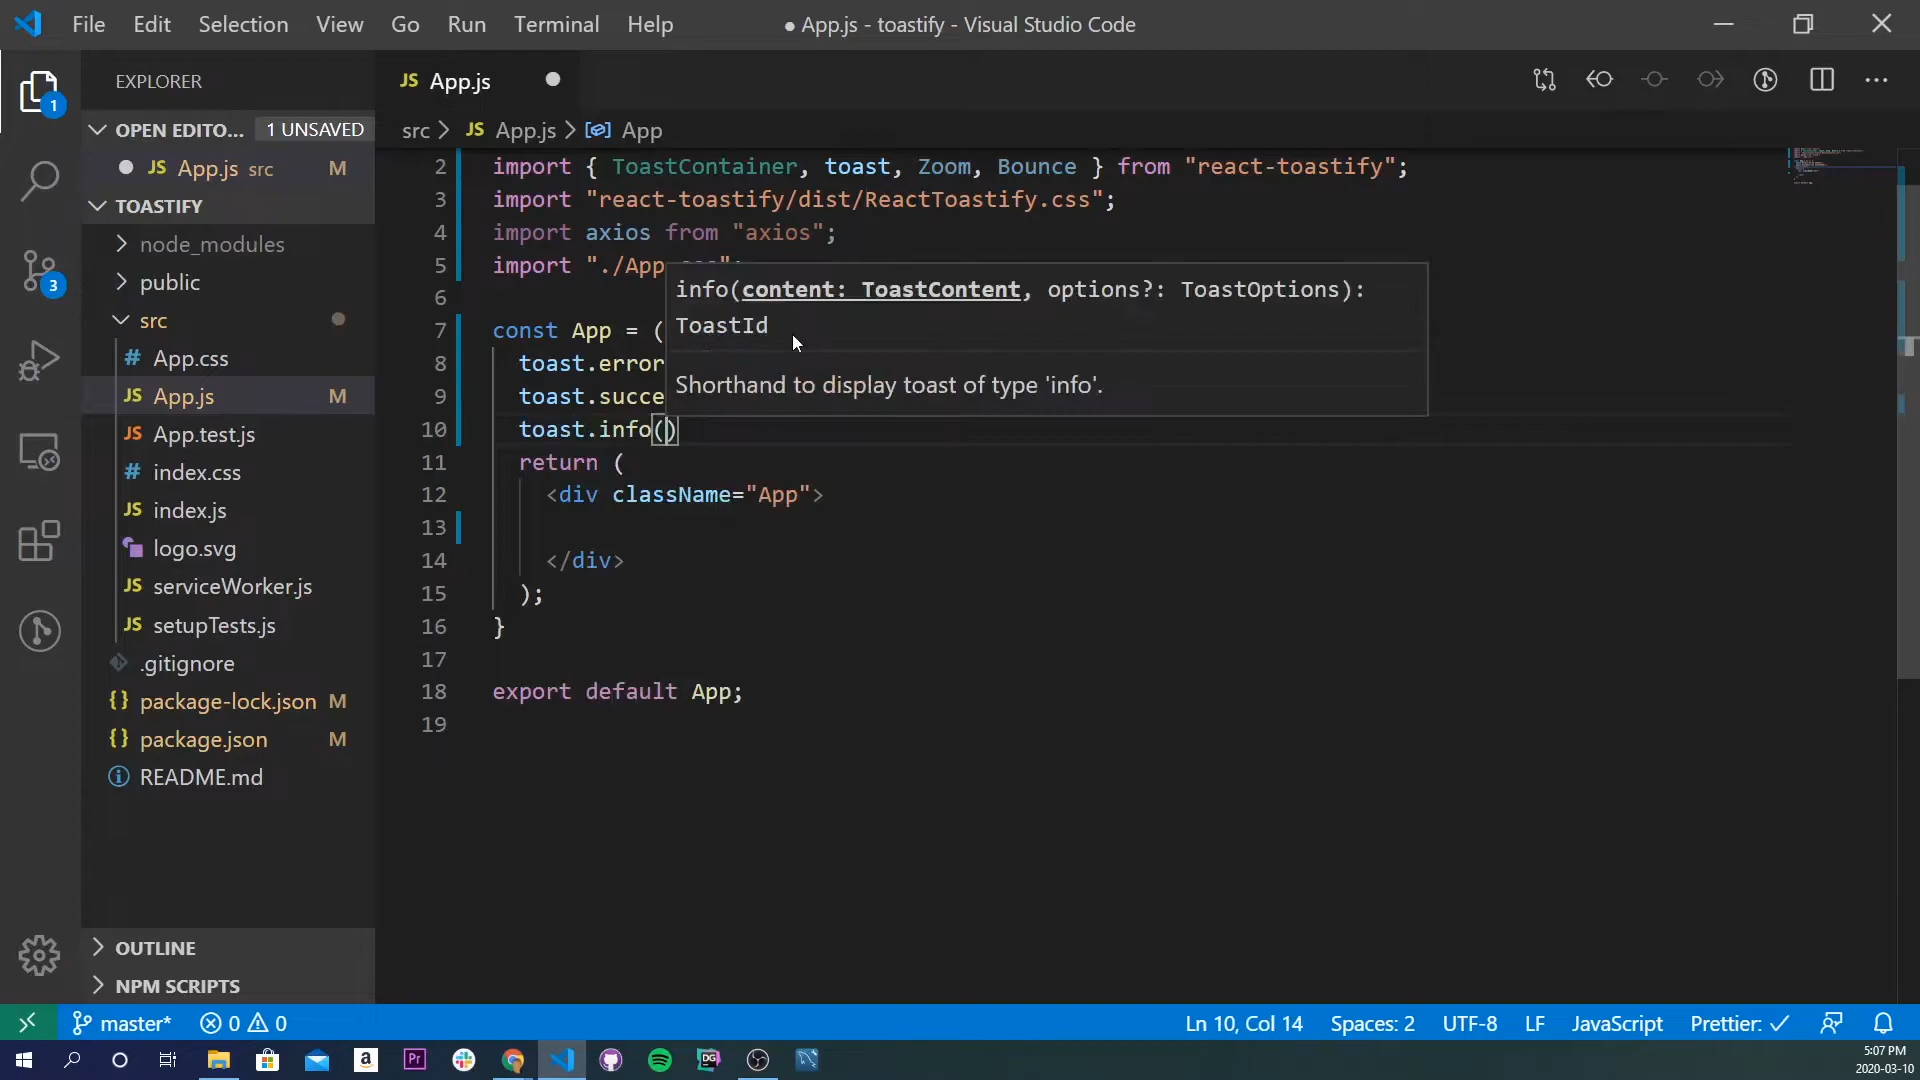 File Edit Selection View Go Run Terminal Help
● App.js - toastify - Visual Studio Code
EXPLORER
OPEN EDITO... 1 UNSAVED
JS App.js src M
TOASTIFY
node_modules
public
src
# App.css
JS App.js M
JS App.test.js
# index.css
JS index.js
logo.svg
JS serviceWorker.js
JS setupTests.js
.gitignore
{} package-lock.json M
{} package.json M
README.md
OUTLINE
NPM SCRIPTS
1
3
JS App.js
src > JS App.js > App
2 import { ToastContainer, toast, Zoom, Bounce } from "react-toastify";
3 import "react-toastify/dist/ReactToastify.css";
4 import axios from "axios";
5 import "./App
6
7 const App = (
8 toast.error
9 toast.succe
10 toast.info()
11 return (
12 <div className="App">
13
14 </div>
15 );
16 }
17
18 export default App;
19
info(content: ToastContent, options?: ToastOptions):
ToastId
Shorthand to display toast of type 'info'.
master* 0 0
Ln 10, Col 14 Spaces: 2 UTF-8 LF JavaScript Prettier: ✓
a Pr DG
5:07 PM
2020-03-10